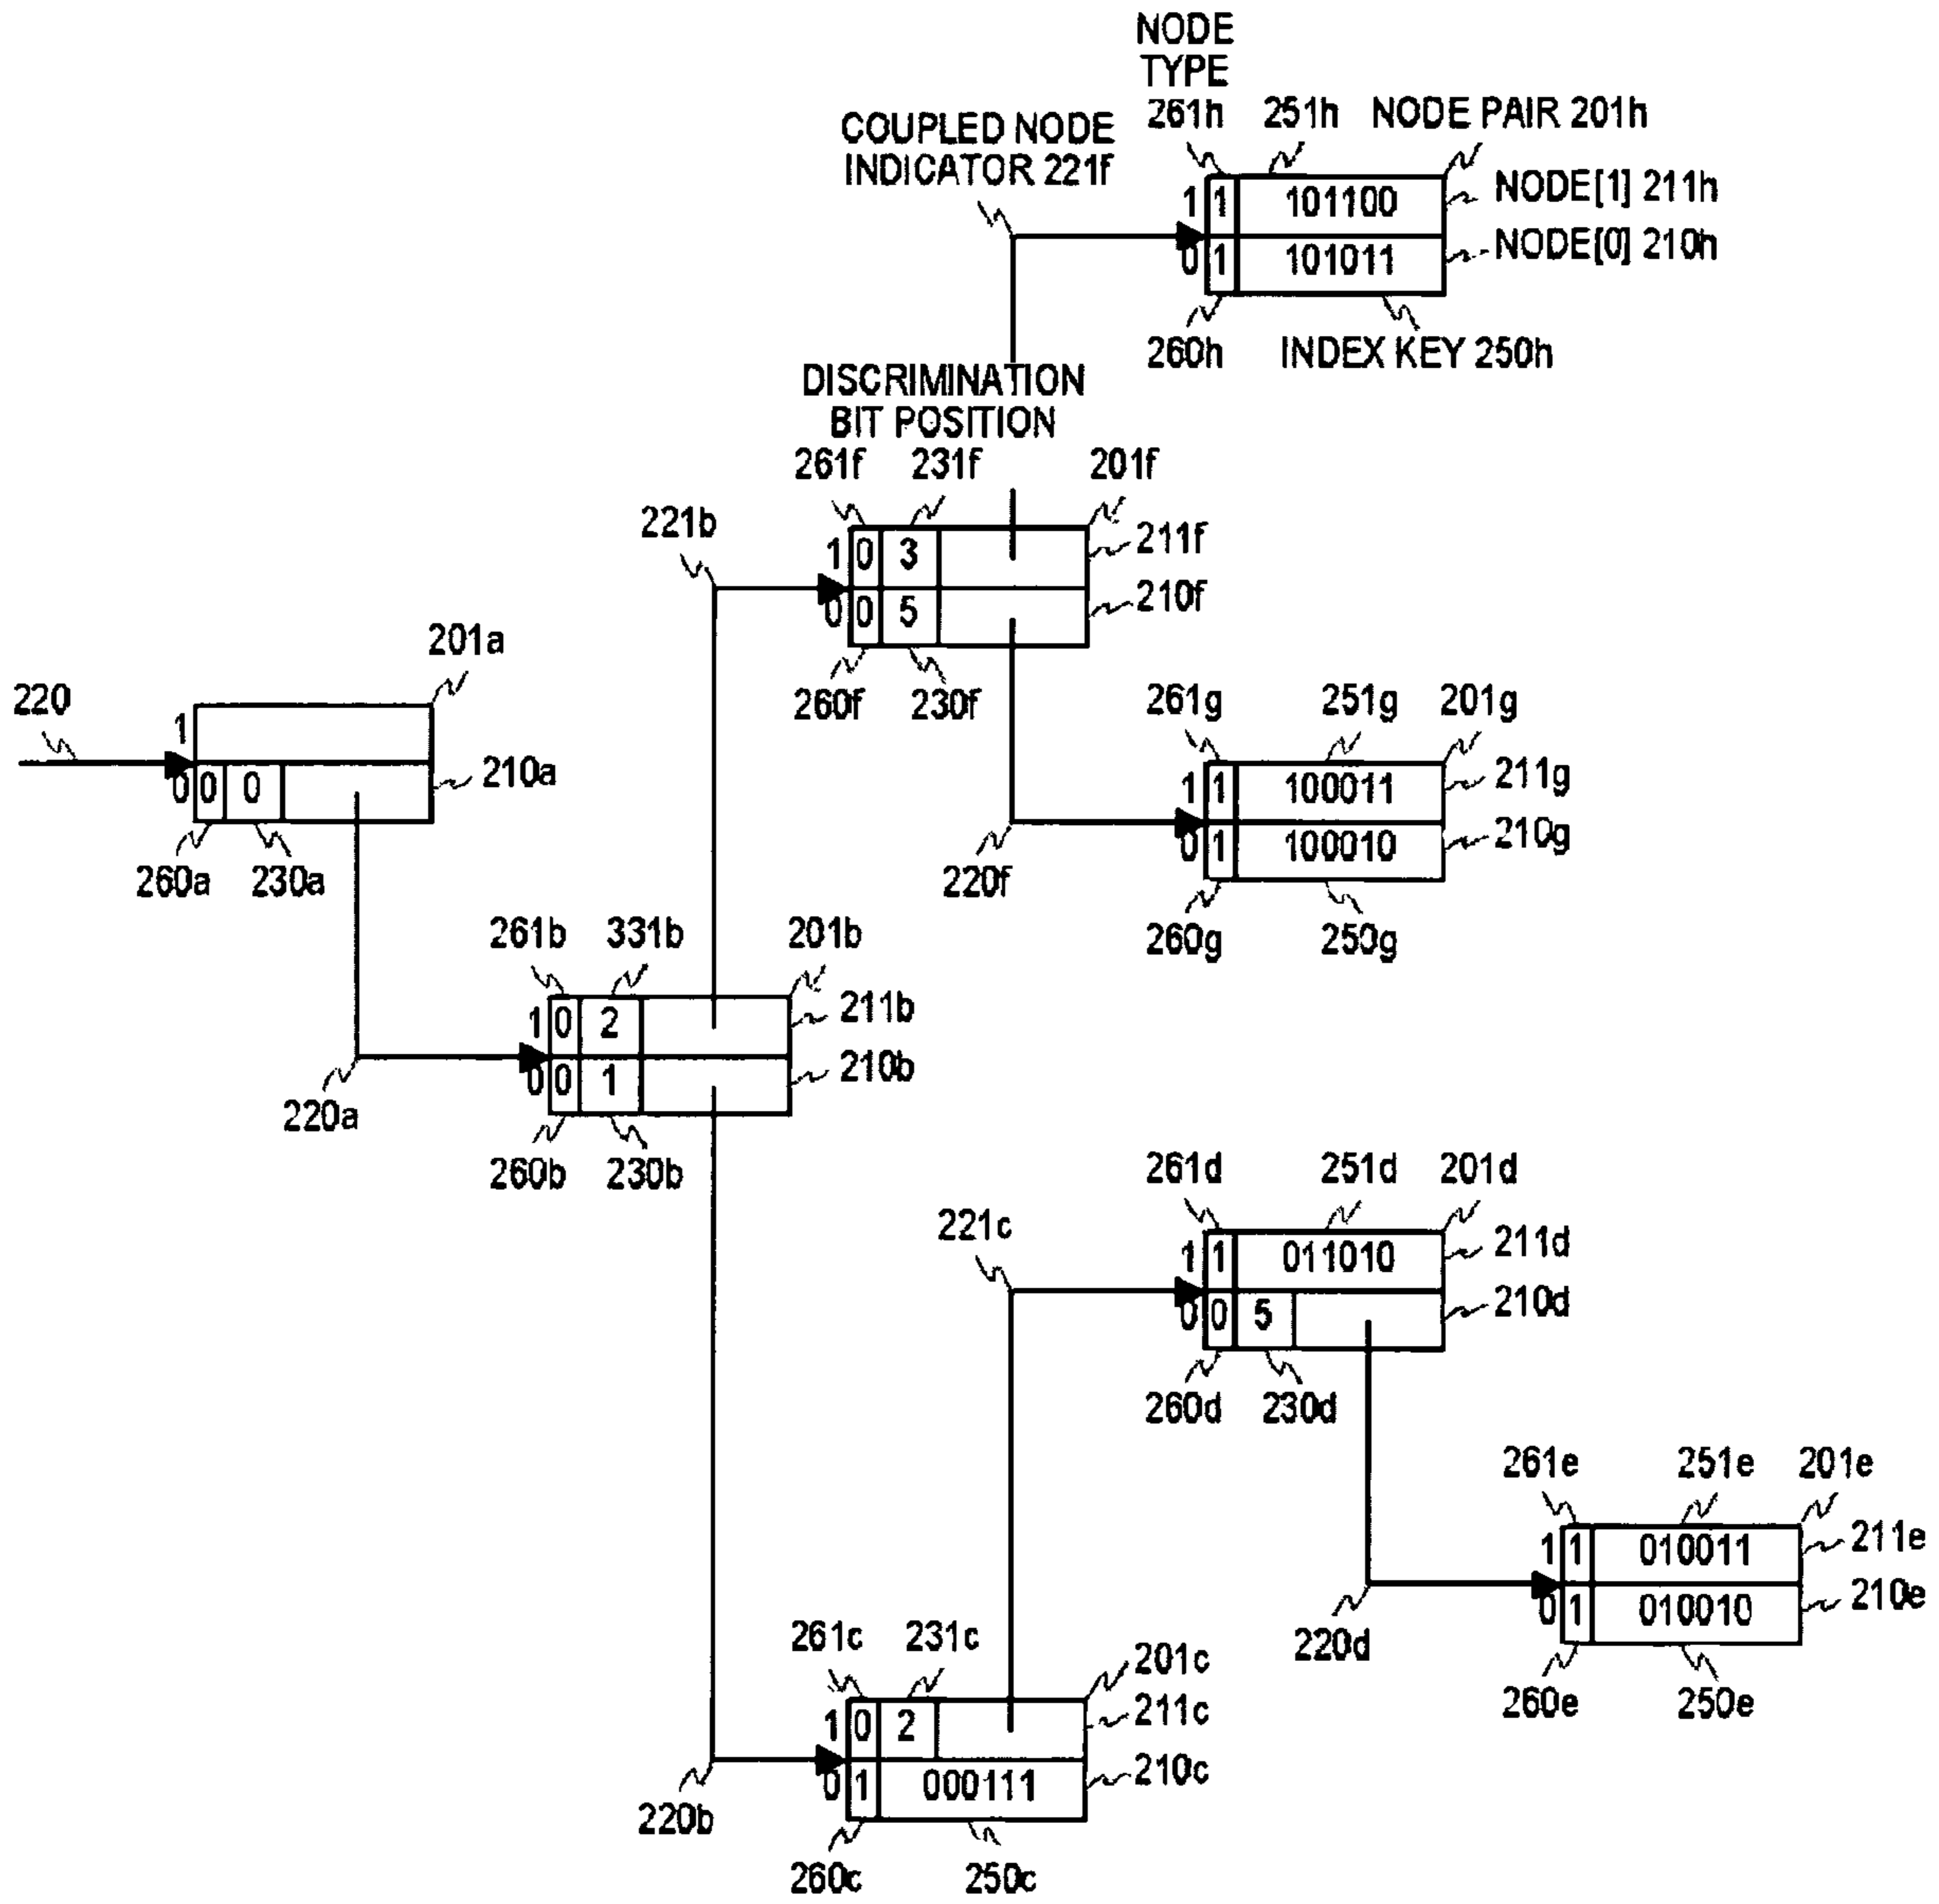 NODE
TYPE
261h 251h NODE PAIR 201h
COUPLED NODE
INDICATOR 221f
1 1 101100 NODE[1] 211h
0 1 101011 NODE[0] 210h
260h INDEX KEY 250h
DISCRIMINATION
BIT POSITION
261f 231f 201f
221b
1 0 3 211f
0 0 5 210f
260f 230f
201a
220
1
0 0 0 210a
260a 230a
261g 251g 201g
1 1 100011 211g
0 1 100010 210g
220f
260g 250g
261b 331b 201b
1 0 2 211b
0 0 1 210b
220a
260b 230b
261d 251d 201d
221c
1 1 011010 211d
0 0 5 210d
260d 230d
261e 251e 201e
1 1 010011 211e
0 1 010010 210e
220d
260e 250e
261c 231c 201c
1 0 2 211c
0 1 000111 210c
220b
260c 250c